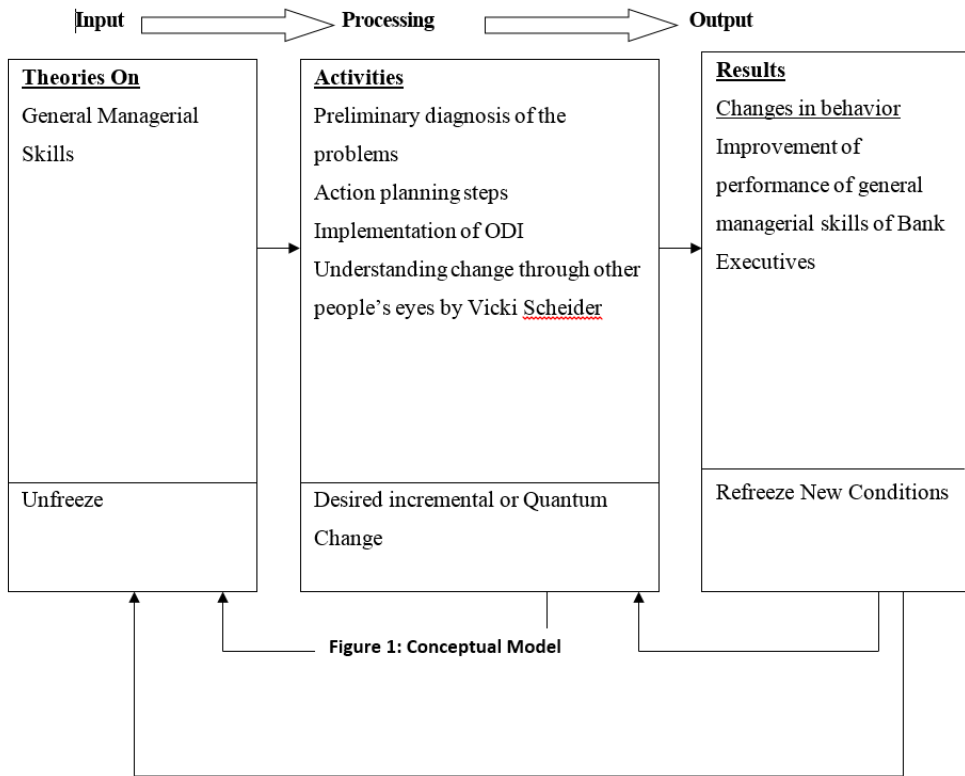 Input
Processing
Output
Theories On
General Managerial
Skills
Unfreeze
Activities
Preliminary diagnosis of the
problems
Action planning steps
Implementation of ODI
Understanding change through other
people’s eyes by Vicki Scheider
Desired incremental or Quantum
Change
Results
Changes in behavior
Improvement of
performance of general
managerial skills of Bank
Executives
Refreeze New Conditions
Figure 1: Conceptual Model